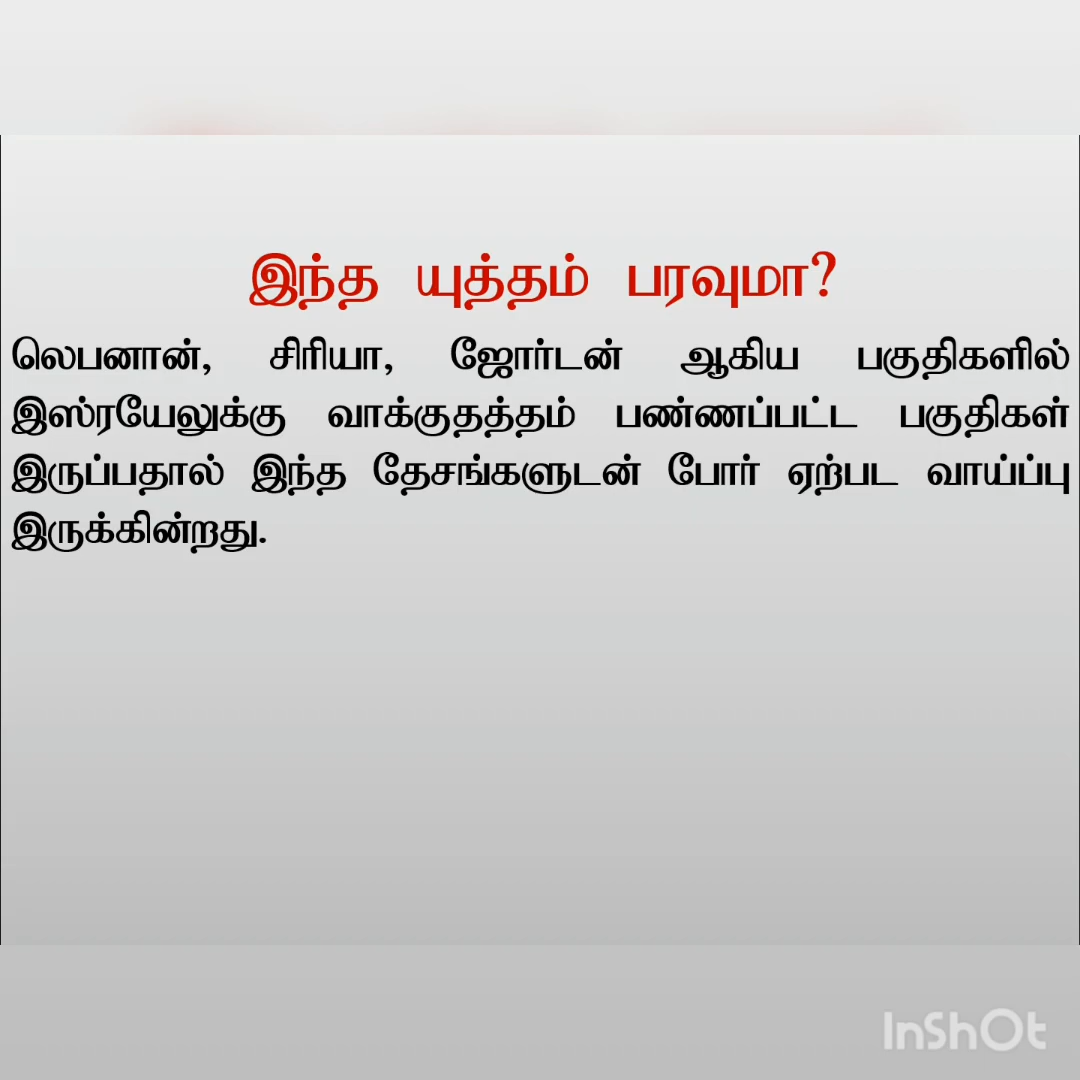 இந்த யுத்தம் பரவுமா?
லெபனான், சிரியா, ஜோர்டன் ஆகிய பகுதிகளில்
இஸ்ரயேலுக்கு வாக்குதத்தம் பண்ணப்பட்ட பகுதிகள்
இருப்பதால் இந்த தேசங்களுடன் போர் ஏற்பட வாய்ப்பு
இருக்கின்றது.
InShOt